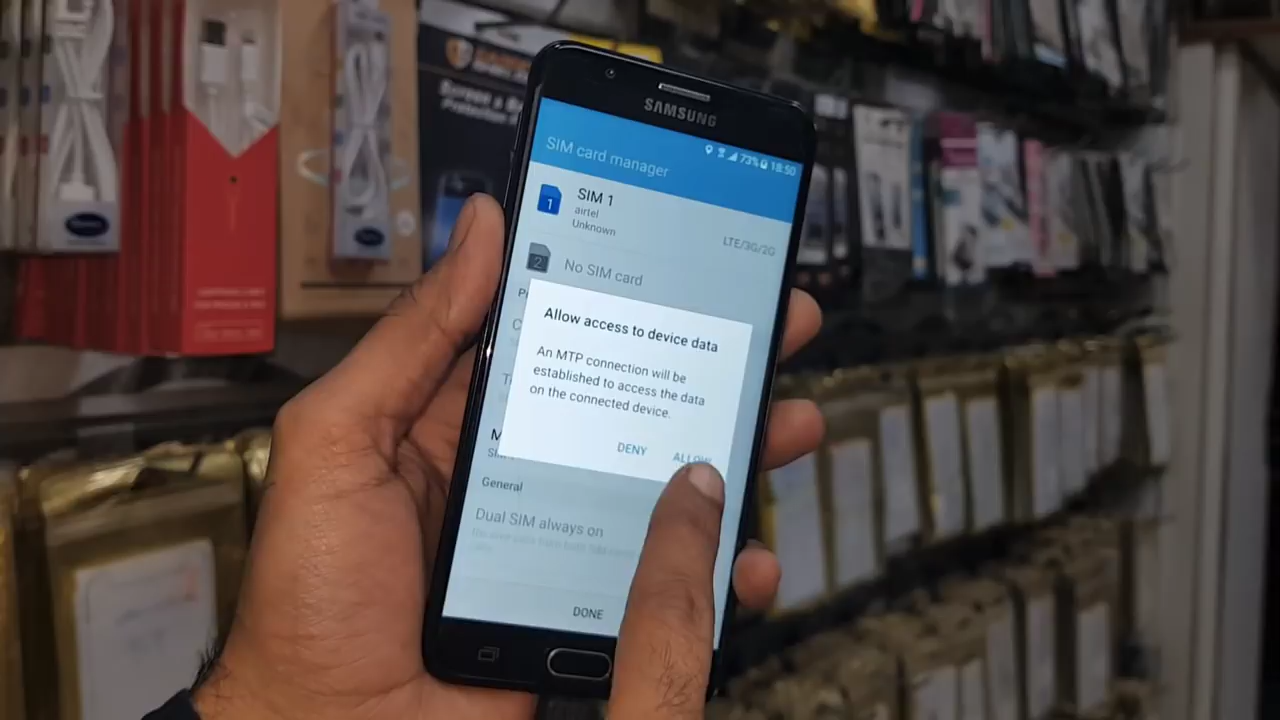 SAMSUNG
73% 18:50
SIM card manager
1
SIM 1
airtel
Unknown
LTE/3G/2G
2
No SIM card
Allow access to device data
An MTP connection will be
established to access the data
on the connected device.
DENY
ALLOW
General
Dual SIM always on
DONE